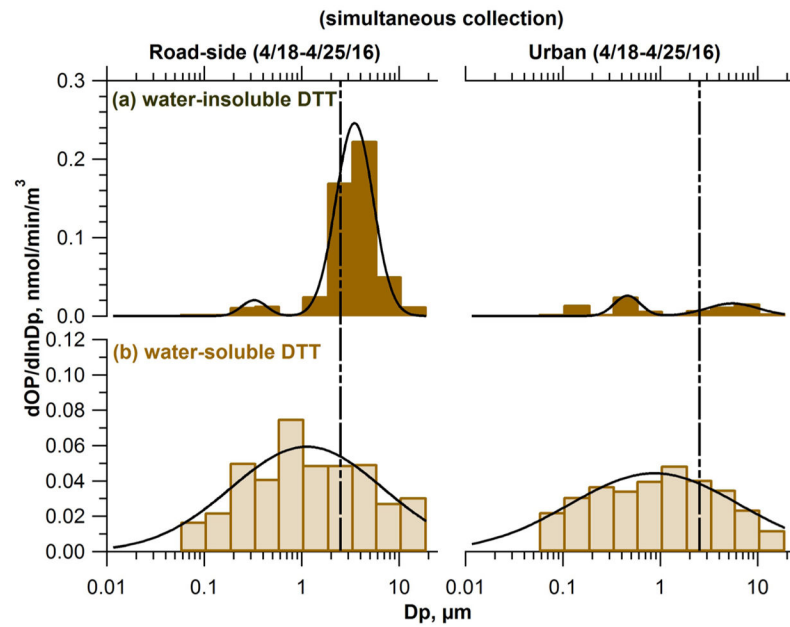 (simultaneous collection)
Road-side (4/18-4/25/16)
Urban (4/18-4/25/16)
(a) water-insoluble DTT
0.3
0.2
0.1
0.0
dOP/dlnDp, nmol/min/m³
(b) water-soluble DTT
0.12
0.10
0.08
0.06
0.04
0.02
0.00
0.01 0.1 1 10
0.01 0.1 1 10
Dp, µm